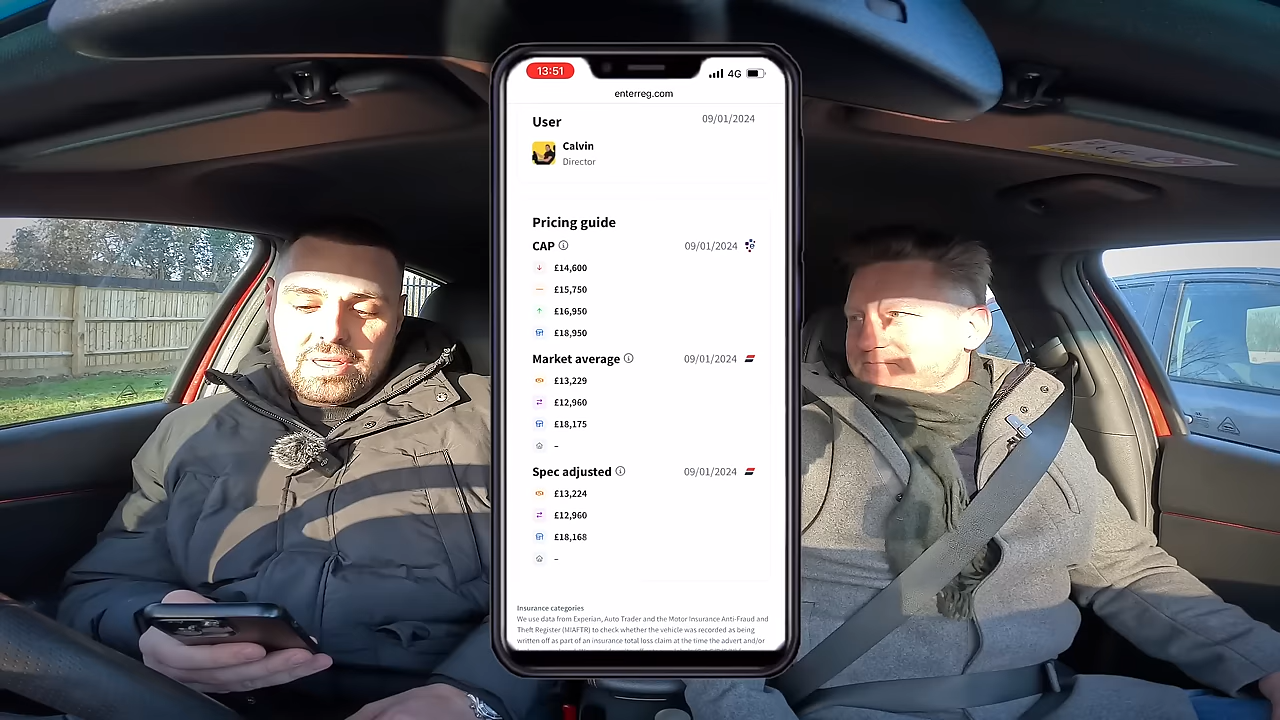 13:51
4G
enterreg.com
User
09/01/2024
Calvin
Director
Pricing guide
CAP
09/01/2024
£14,600
£15,750
£16,950
£18,950
Market average
09/01/2024
£13,229
£12,960
£18,175
–
Spec adjusted
09/01/2024
£13,224
£12,960
£18,168
–
Insurance categories
We use data from Experian, Auto Trader and the Motor Insurance Anti-Fraud and
Theft Register (MIAFTR) to check whether the vehicle was recorded as being
written off as part of an insurance total loss claim at the time the advert and/or